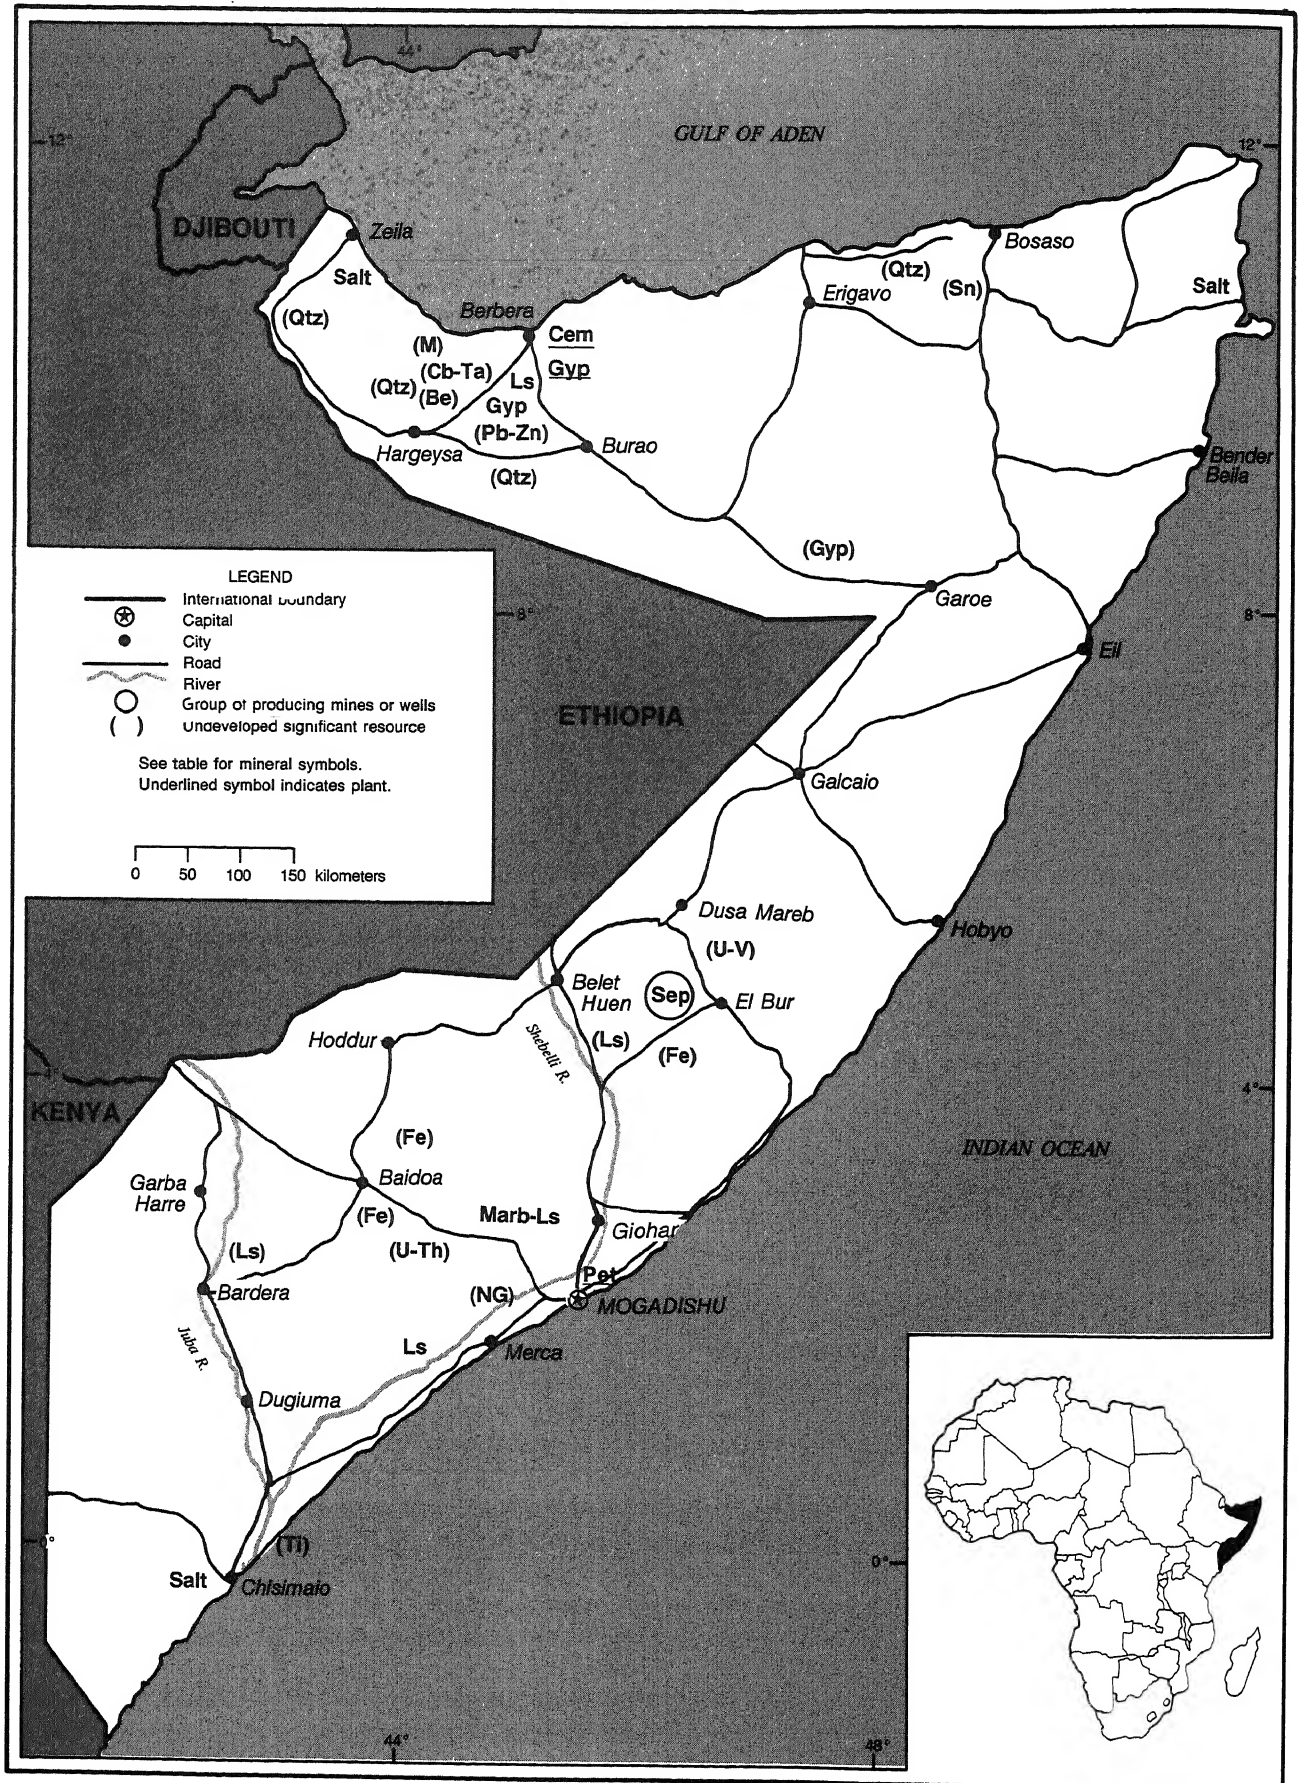 44°
12°
GULF OF ADEN
12°
DJIBOUTI
Zeila
Bosaso
(Qtz)
Salt
(Sn)
Salt
Erigavo
Berbera
(Qtz)
Cem
(M)
Gyp
(Cb-Ta)
Ls
(Qtz)
(Be)
Gyp
(Pb-Zn)
Hargeysa
Burao
Bender
Beila
(Qtz)
(Gyp)
Garoe
LEGEND
International boundary
Capital
City
Road
River
Group of producing mines or wells
Undeveloped significant resource
( )
See table for mineral symbols.
Underlined symbol indicates plant.
0 50 100 150 kilometers
8°
8°
Eil
ETHIOPIA
Galcaio
Dusa Mareb
Hobyo
(U-V)
Belet
Huen
Sep
El Bur
Hoddur
Shebelli R.
(Ls)
(Fe)
4°
4°
KENYA
(Fe)
INDIAN OCEAN
Garba
Harre
Baidoa
(Fe)
Marb-Ls
Giohar
(Ls)
(U-Th)
Pet
Bardera
(NG)
MOGADISHU
Juba R.
Ls
Merca
Dugiuma
0°
(Ti)
0°
Salt
Chisimaio
44°
48°